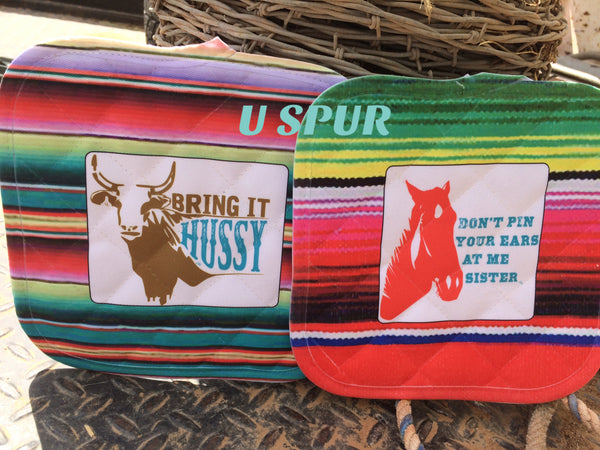 U SPUR
BRING IT
HUSSY
DON'T PIN
YOUR EARS
AT ME
SISTER